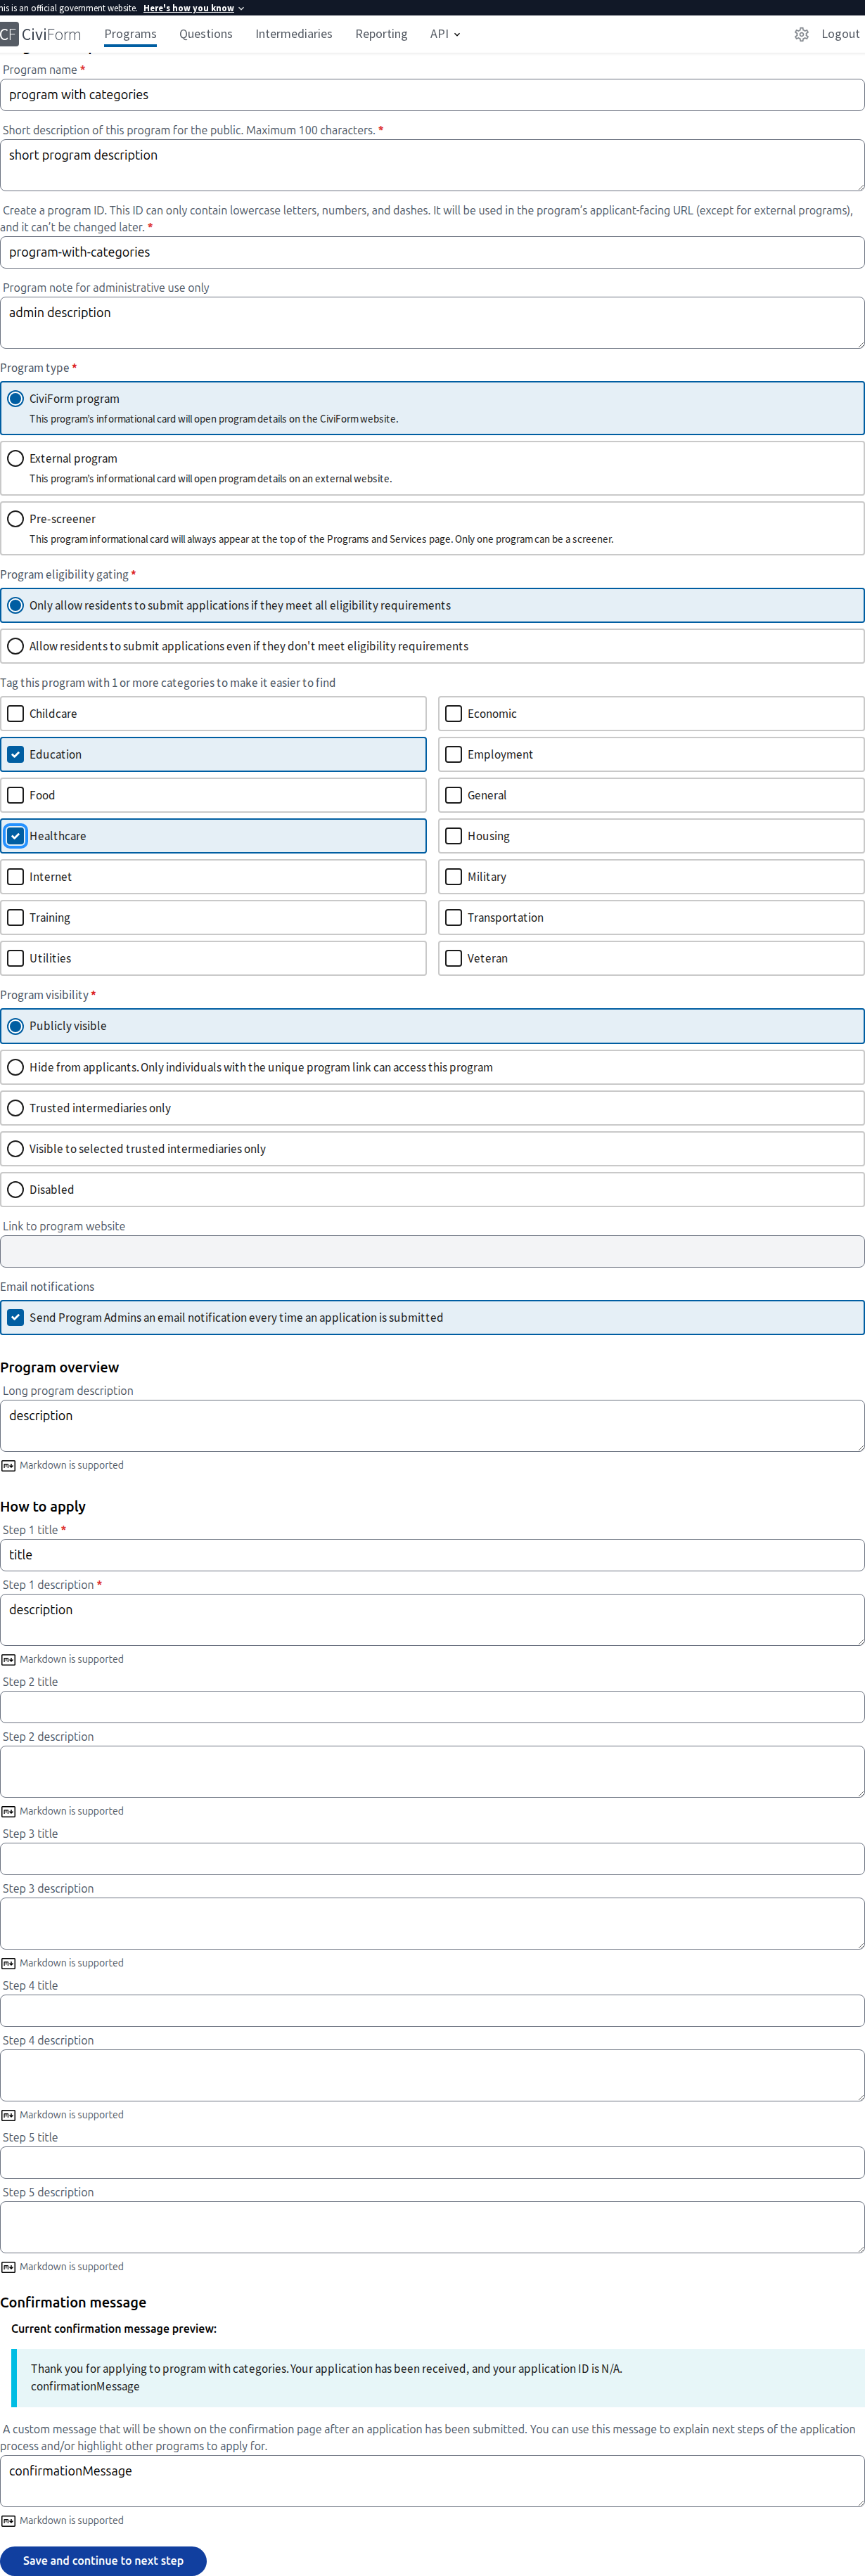 his is an official government website. Here's how you know
CF CiviForm Programs Questions Intermediaries Reporting API Logout
Program name *
program with categories
Short description of this program for the public. Maximum 100 characters. *
short program description
Create a program ID. This ID can only contain lowercase letters, numbers, and dashes. It will be used in the program’s applicant-facing URL (except for external programs),
and it can’t be changed later. *
program-with-categories
Program note for administrative use only
admin description
Program type *
CiviForm program
This program's informational card will open program details on the CiviForm website.
External program
This program's informational card will open program details on an external website.
Pre-screener
This program informational card will always appear at the top of the Programs and Services page. Only one program can be a screener.
Program eligibility gating *
Only allow residents to submit applications if they meet all eligibility requirements
Allow residents to submit applications even if they don't meet eligibility requirements
Tag this program with 1 or more categories to make it easier to find
Childcare Economic
Education Employment
Food General
Healthcare Housing
Internet Military
Training Transportation
Utilities Veteran
Program visibility *
Publicly visible
Hide from applicants. Only individuals with the unique program link can access this program
Trusted intermediaries only
Visible to selected trusted intermediaries only
Disabled
Link to program website
Email notifications
Send Program Admins an email notification every time an application is submitted
Program overview
Long program description
description
Markdown is supported
How to apply
Step 1 title *
title
Step 1 description *
description
Markdown is supported
Step 2 title
Step 2 description
Markdown is supported
Step 3 title
Step 3 description
Markdown is supported
Step 4 title
Step 4 description
Markdown is supported
Step 5 title
Step 5 description
Markdown is supported
Confirmation message
Current confirmation message preview:
Thank you for applying to program with categories. Your application has been received, and your application ID is N/A.
confirmationMessage
A custom message that will be shown on the confirmation page after an application has been submitted. You can use this message to explain next steps of the application
process and/or highlight other programs to apply for.
confirmationMessage
Markdown is supported
Save and continue to next step